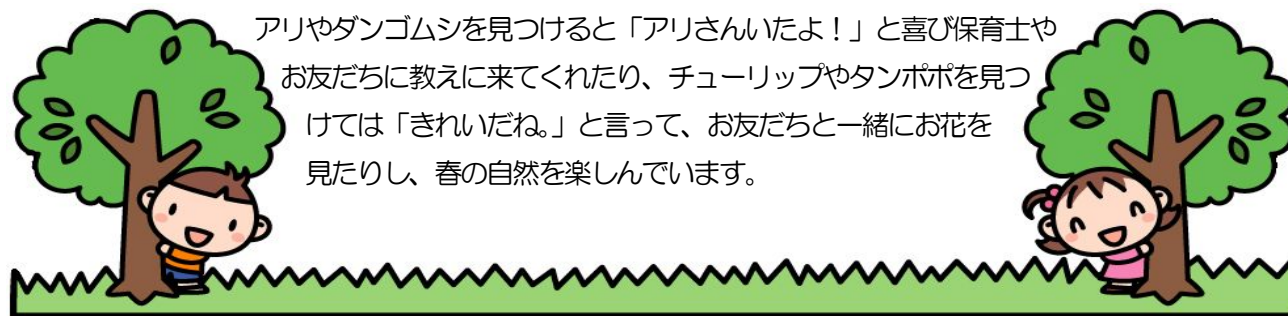 アリやダンゴムシを見つけると「アリさんいたよ！」と喜び保育士や
お友だちに教えに来てくれたり、チューリップやタンポポを見つ
けては「きれいだね。」と言って、お友だちと一緒にお花を
見たりし、春の自然を楽しんでいます。